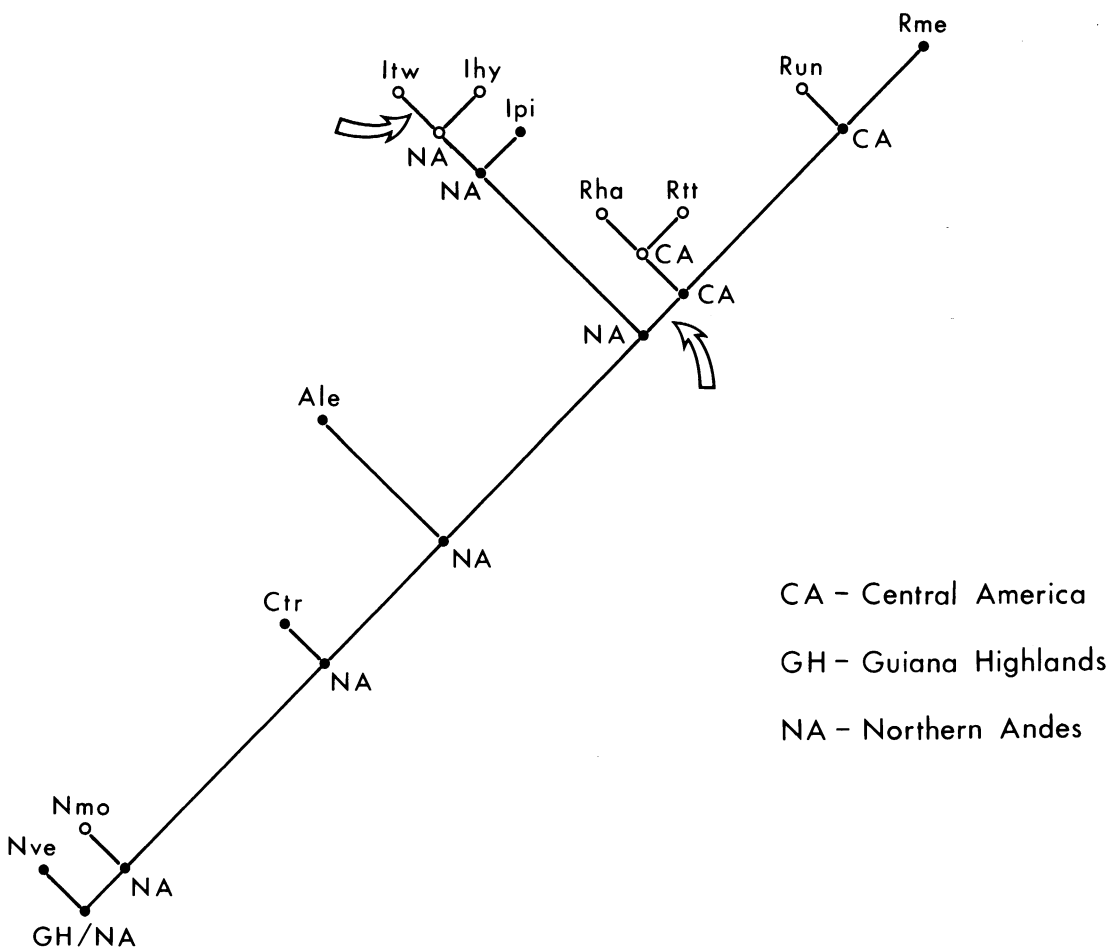 Rme
Itw
Ihy
Run
Ipi
CA
NA
NA
Rha
Rtt
CA
CA
NA
Ale
NA
CA – Central America
Ctr
GH – Guiana Highlands
NA
NA – Northern Andes
Nmo
Nve
NA
GH/NA